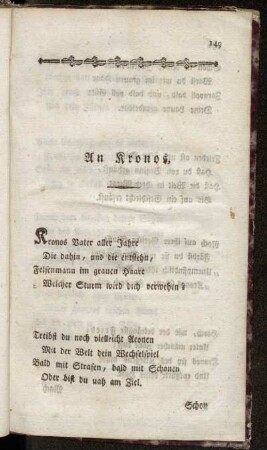 149
An Kronos.
Kronos Vater aller Jahre
Die dahin, und die entstehn,
Felsenmann im grauen Haare
Welcher Sturm wird dich verwehen?
Treibst du noch vielleicht Aeonen
Mit der Welt dein Wechselspiel
Bald mit Strafen, bald mit Schonen
Oder bist du nah am Ziel.
Schon